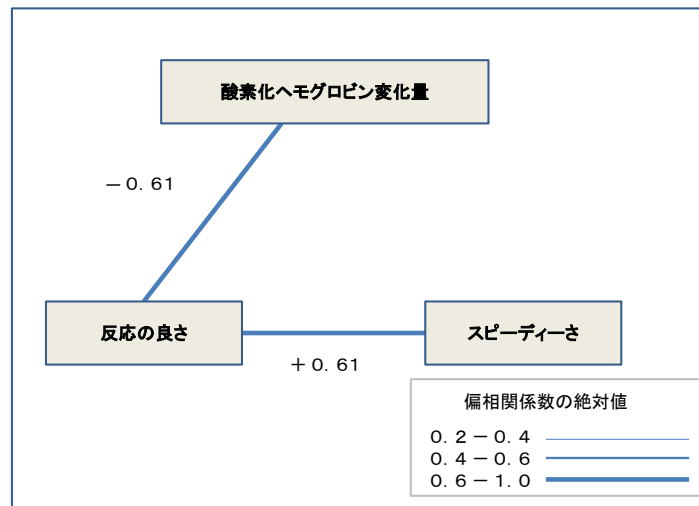 酸素化ヘモグロビン変化量
－０．６１
反応の良さ
スピーディーさ
＋０．６１
偏相関係数の絶対値
０．２－０．４
０．４－０．６
０．６－１．０